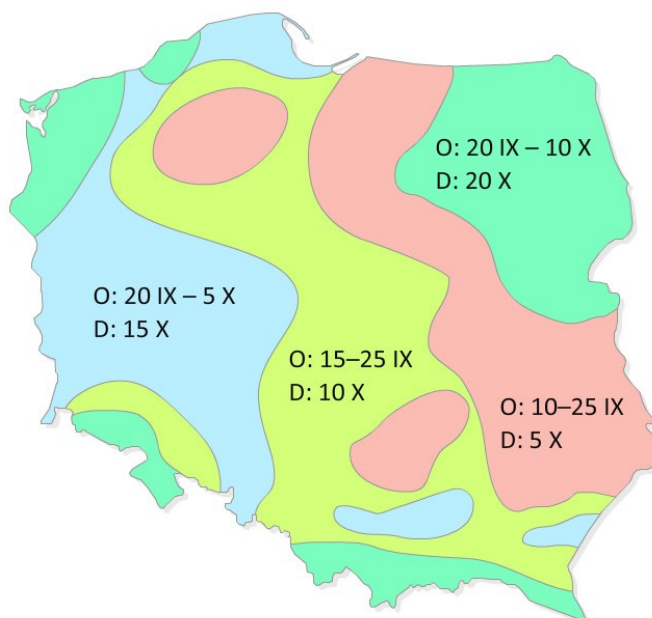 O: 20 IX – 10 X
D: 20 X
O: 20 IX – 5 X
D: 15 X
O: 15–25 IX
D: 10 X
O: 10–25 IX
D: 5 X